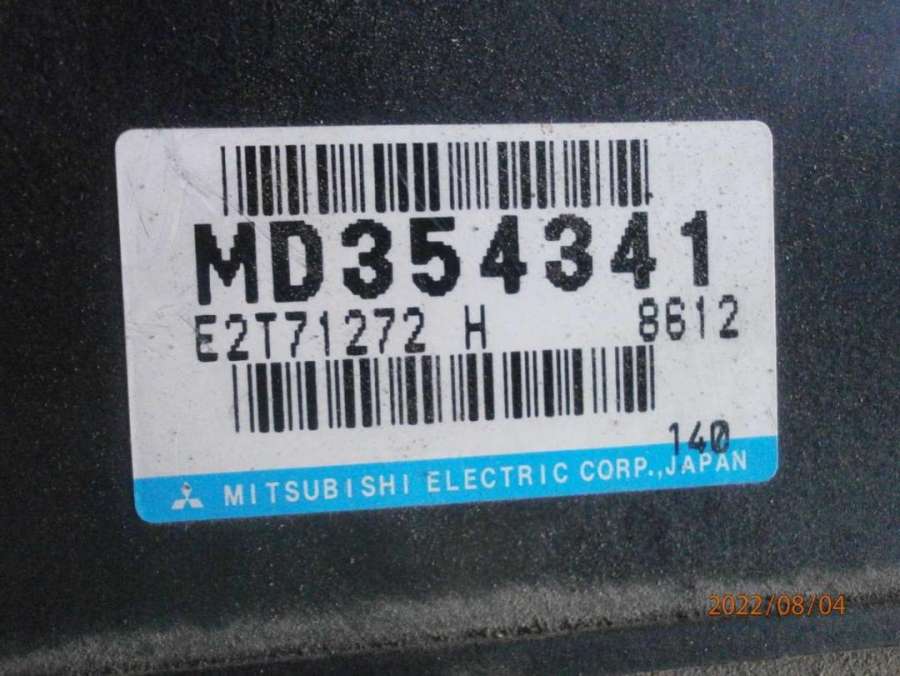 MD354341
E2T71272 H 8612
140
MITSUBISHI ELECTRIC CORP., JAPAN
2022/08/04